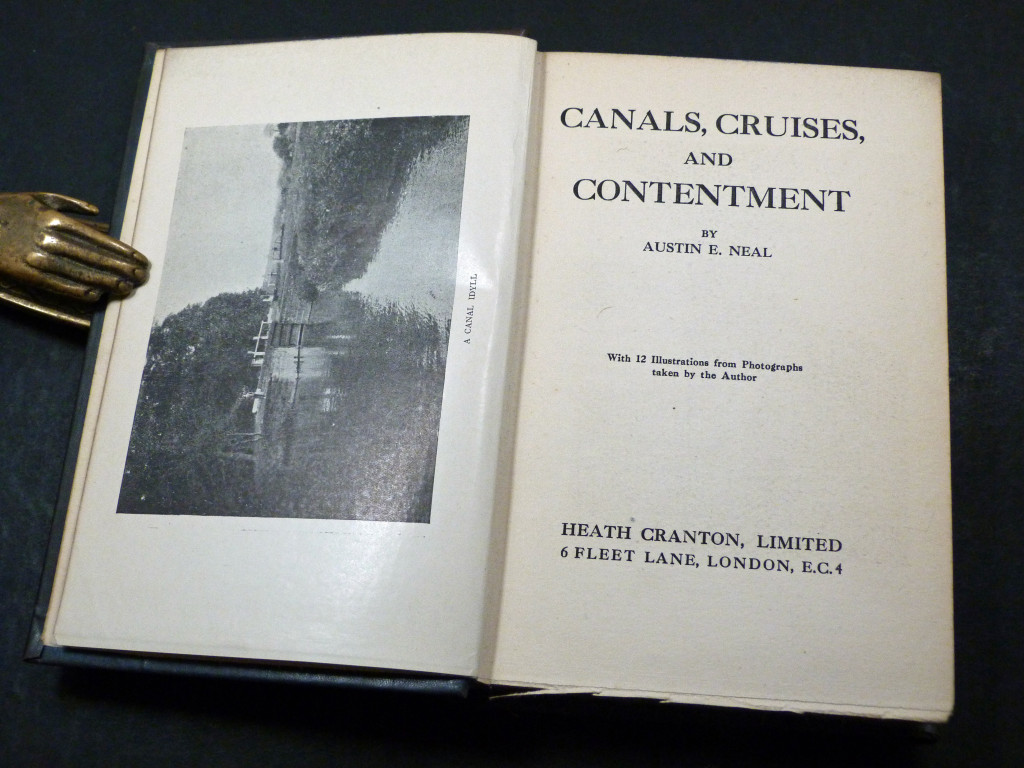 A CANAL IDYLL
CANALS, CRUISES,
AND
CONTENTMENT
BY
AUSTIN E. NEAL
With 12 Illustrations from Photographs
taken by the Author
HEATH CRANTON, LIMITED
6 FLEET LANE, LONDON, E.C.4